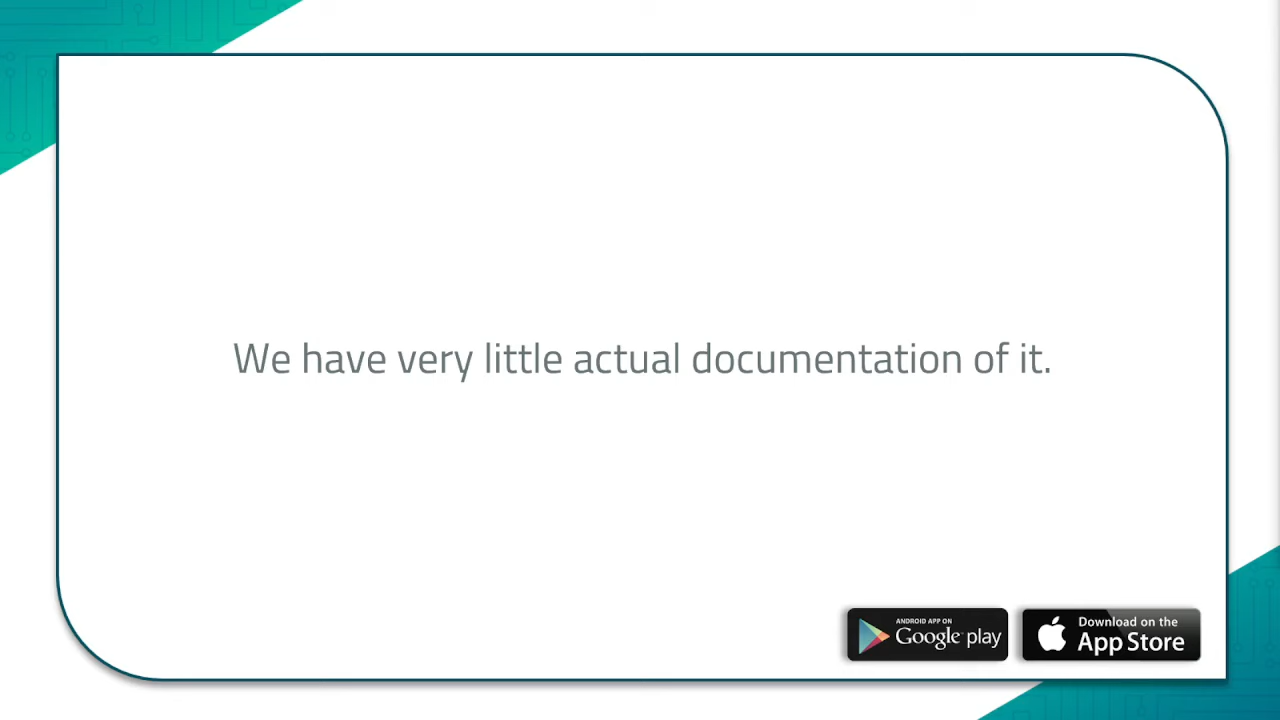 We have very little actual documentation of it.
ANDROID APP ON
Google play
Download on the
App Store